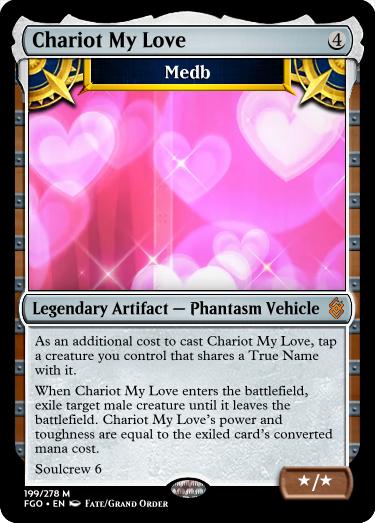 Chariot My Love 4
Medb
Legendary Artifact — Phantasm Vehicle
As an additional cost to cast Chariot My Love, tap
a creature you control that shares a True Name
with it.
When Chariot My Love enters the battlefield,
exile target male creature until it leaves the
battlefield. Chariot My Love's power and
toughness are equal to the exiled card's converted
mana cost.
Soulcrew 6
★/★
199/278 M
FGO • EN Fate/Grand Order